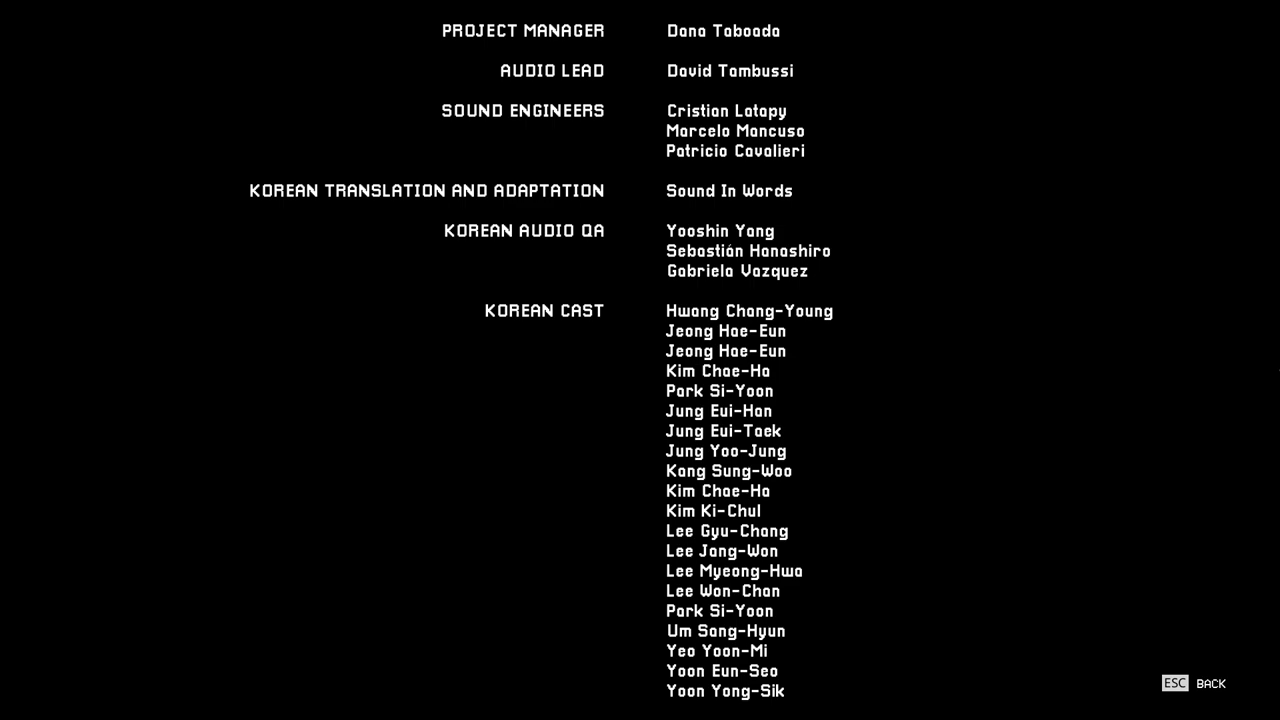 PROJECT MANAGER Dana Taboada
AUDIO LEAD David Tambussi
SOUND ENGINEERS Cristian Latapy
Marcelo Mancuso
Patricio Cavalieri
KOREAN TRANSLATION AND ADAPTATION Sound In Words
KOREAN AUDIO QA Yooshin Yang
Sebastián Hanashiro
Gabriela Vazquez
KOREAN CAST Hwang Chang-Young
Jeong Hae-Eun
Jeong Hae-Eun
Kim Chae-Ha
Park Si-Yoon
Jung Eui-Han
Jung Eui-Taek
Jung Yoo-Jung
Kang Sung-Woo
Kim Chae-Ha
Kim Ki-Chul
Lee Gyu-Chang
Lee Jang-Won
Lee Myeong-Hwa
Lee Won-Chan
Park Si-Yoon
Um Sang-Hyun
Yeo Yoon-Mi
Yoon Eun-Seo
Yoon Yong-Sik
ESC BACK